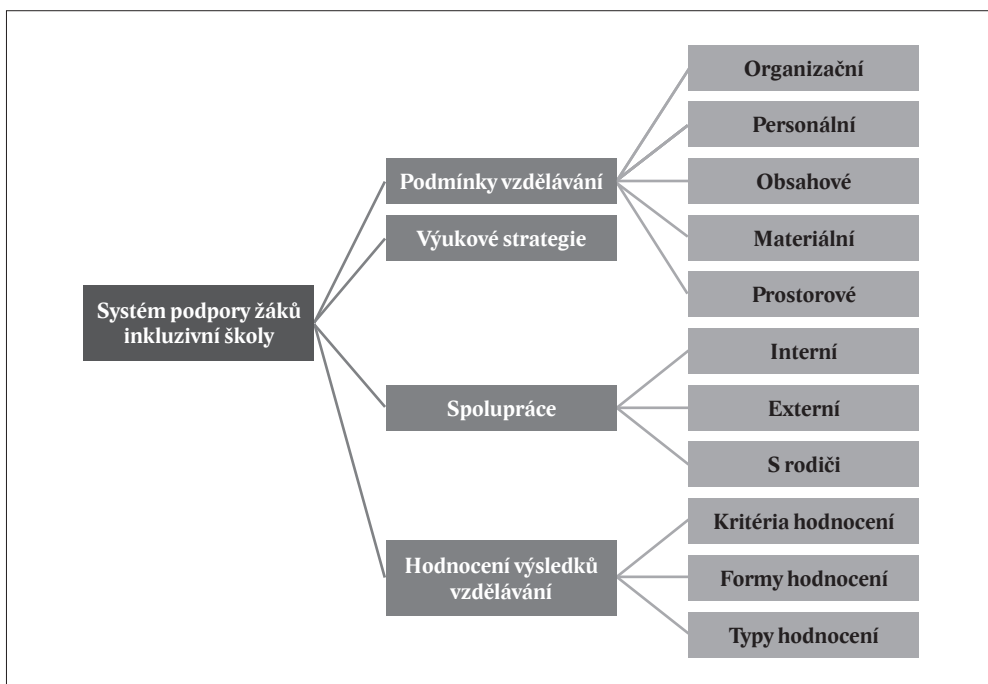 Systém podpory žáků
inkluzivní školy
Podmínky vzdělávání
Organizační
Personální
Obsahové
Materiální
Prostorové
Výukové strategie
Spolupráce
Interní
Externí
S rodiči
Hodnocení výsledků
vzdělávání
Kritéria hodnocení
Formy hodnocení
Typy hodnocení